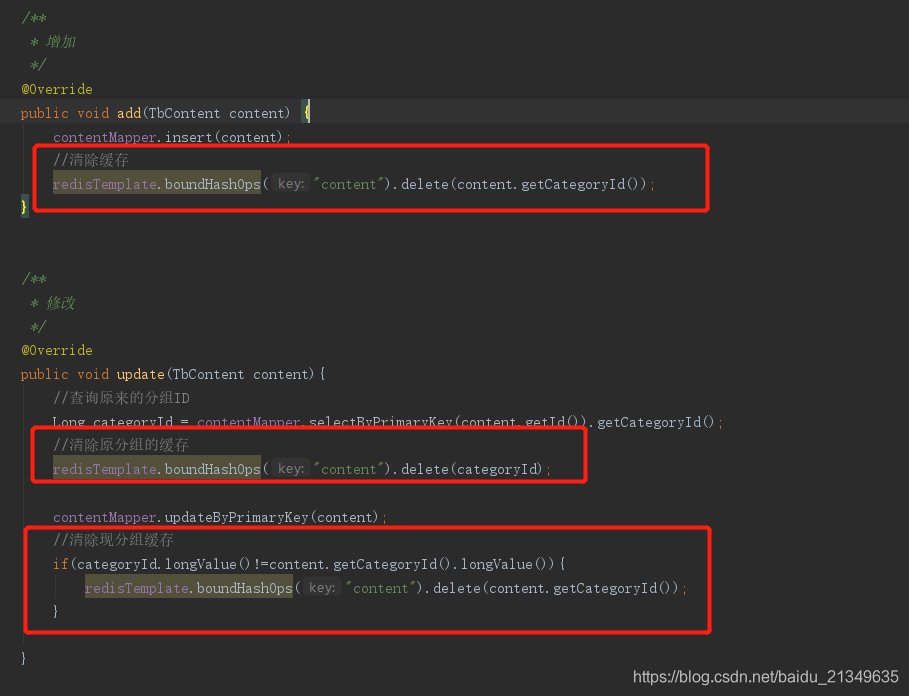 /**
 * 增加
 */
@Override
public void add(TbContent content) {
    contentMapper.insert(content);
    //清除缓存
    redisTemplate.boundHashOps( key: "content").delete(content.getCategoryId());
}
/**
 * 修改
 */
@Override
public void update(TbContent content){
    //查询原来的分组ID
    Long categoryId = contentMapper.selectByPrimaryKey(content.getId()).getCategoryId();
    //清除原分组的缓存
    redisTemplate.boundHashOps( key: "content").delete(categoryId);
    contentMapper.updateByPrimaryKey(content);
    //清除现分组缓存
    if(categoryId.longValue()!=content.getCategoryId().longValue()){
        redisTemplate.boundHashOps( key: "content").delete(content.getCategoryId());
    }
}
https://blog.csdn.net/baidu_21349635